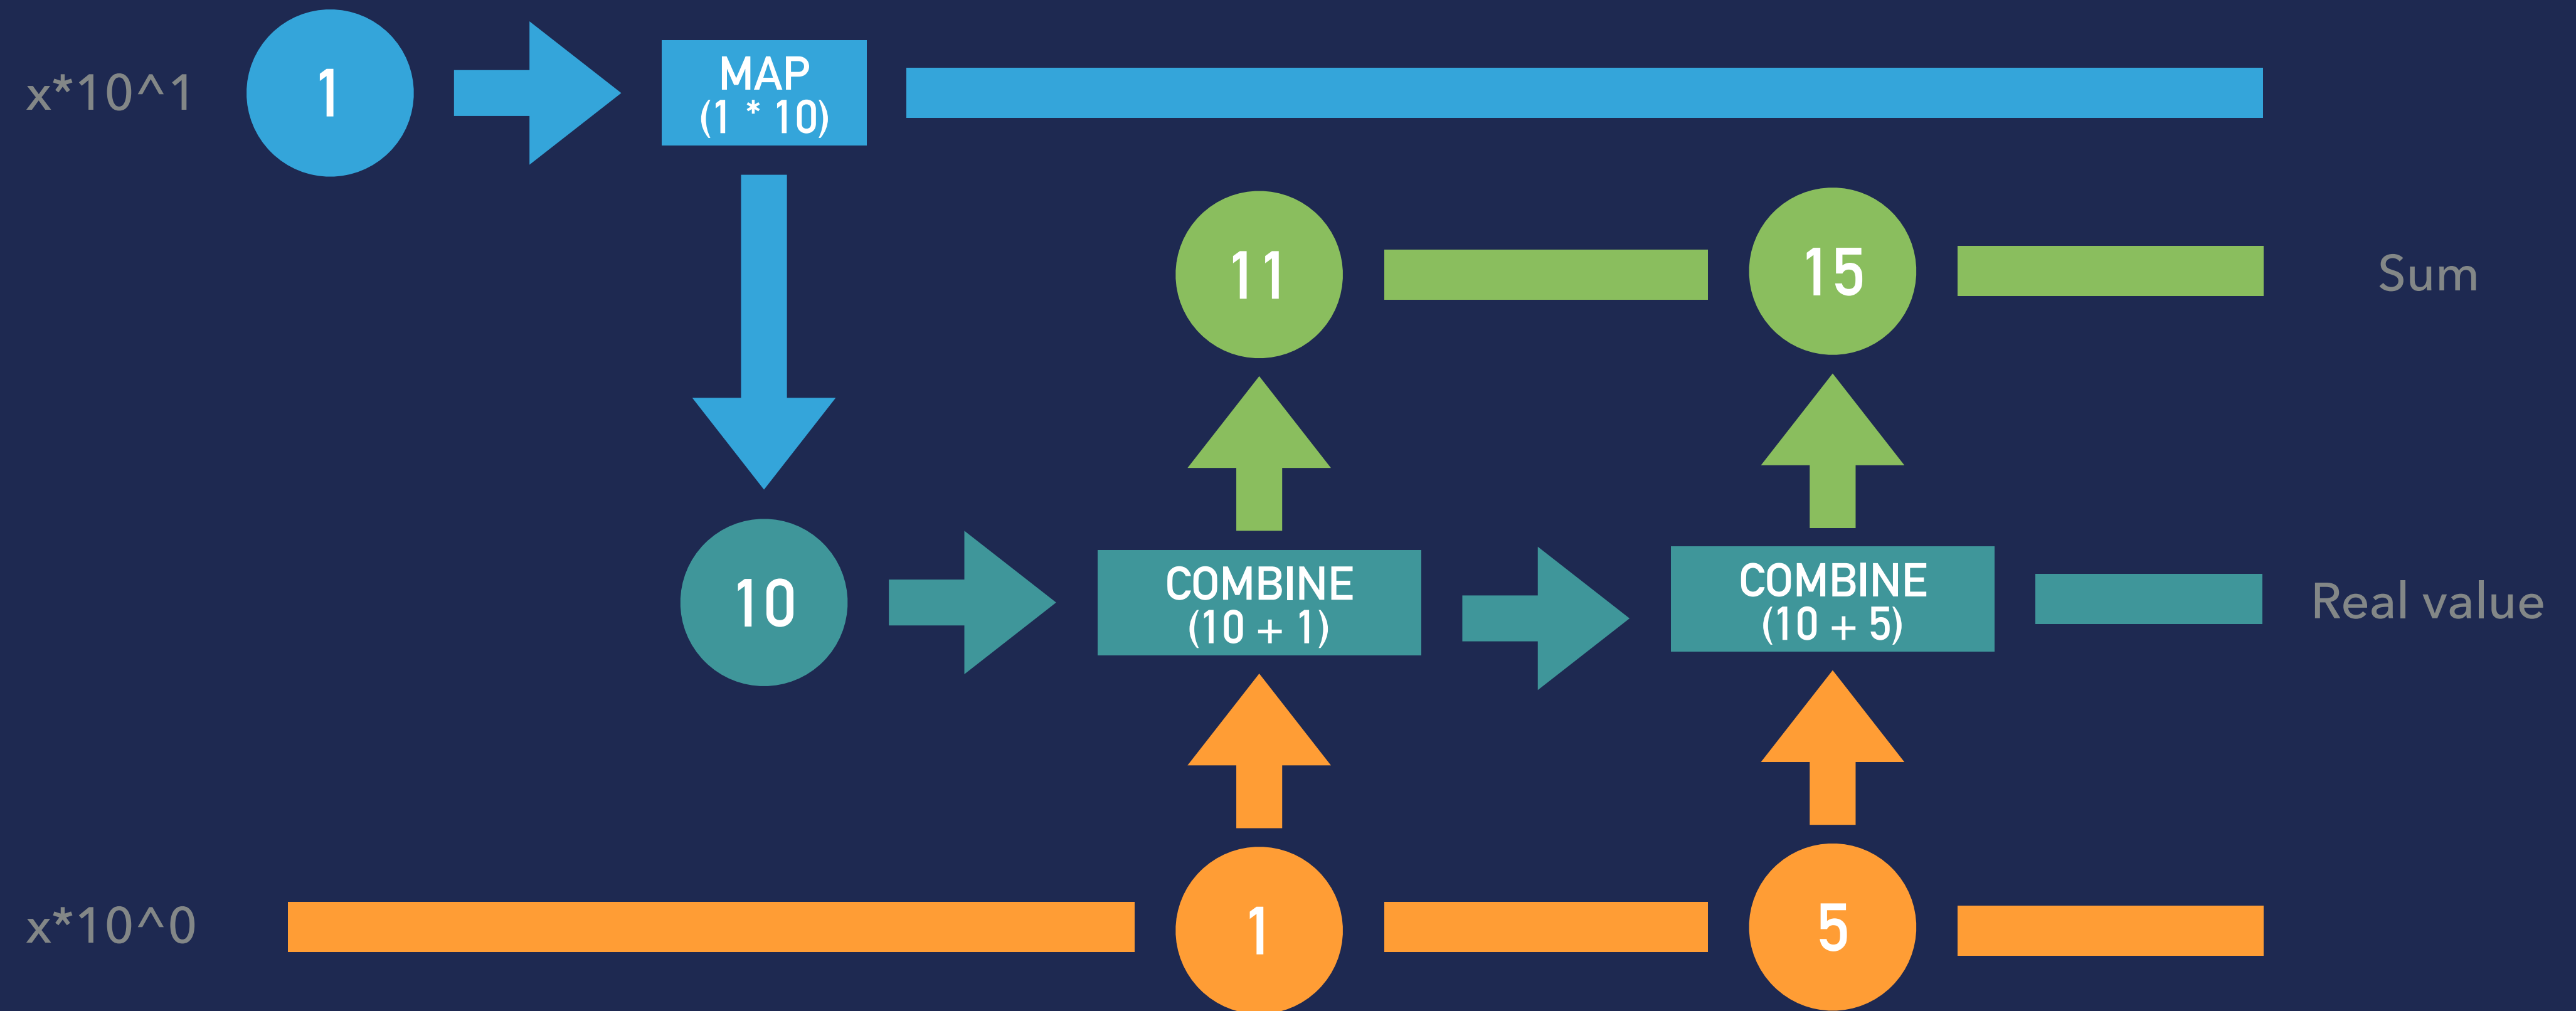 x*10^1
1
MAP
(1 * 10)
11
15
Sum
10
COMBINE
(10 + 1)
COMBINE
(10 + 5)
Real value
x*10^0
1
5